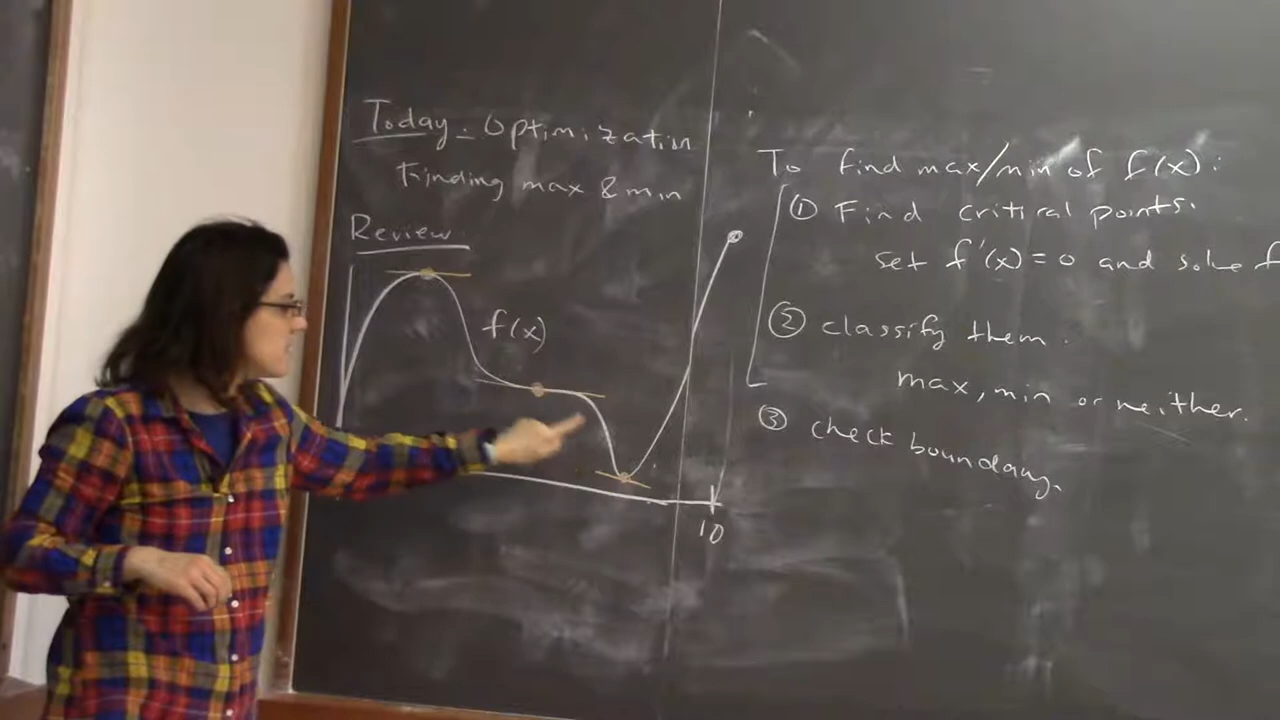 Today - Optimization
Finding max & min
Review
f(x)
10
To find max/min of f(x):
① Find critical points.
set f'(x) = 0 and solve f
② classify them.
max, min or neither.
③ check boundary.